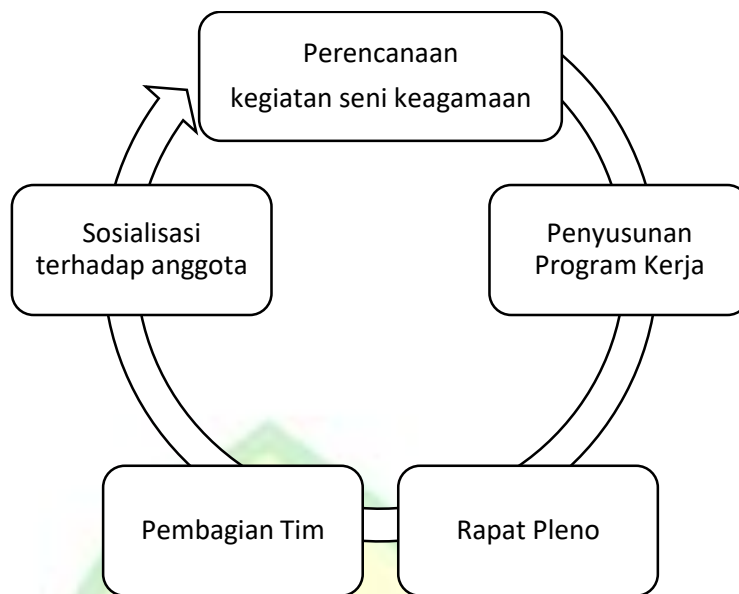 Perencanaan
kegiatan seni keagamaan
Penyusunan
Program Kerja
Rapat Pleno
Pembagian Tim
Sosialisasi
terhadap anggota